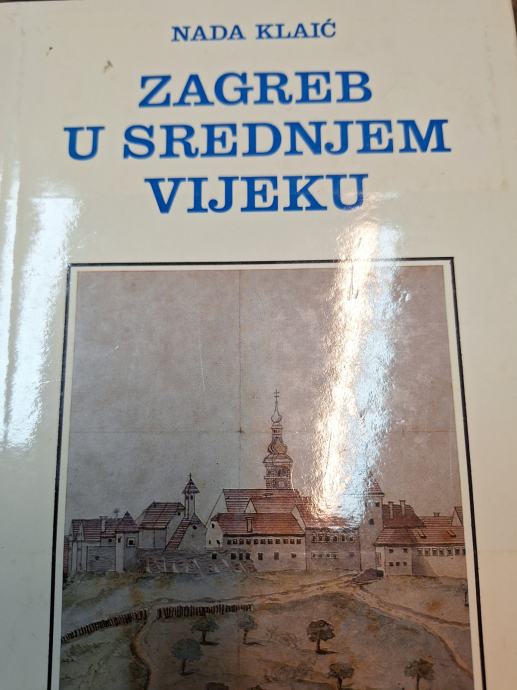 NADA KLAIĆ
ZAGREB
U SREDNJEM
VIJEKU